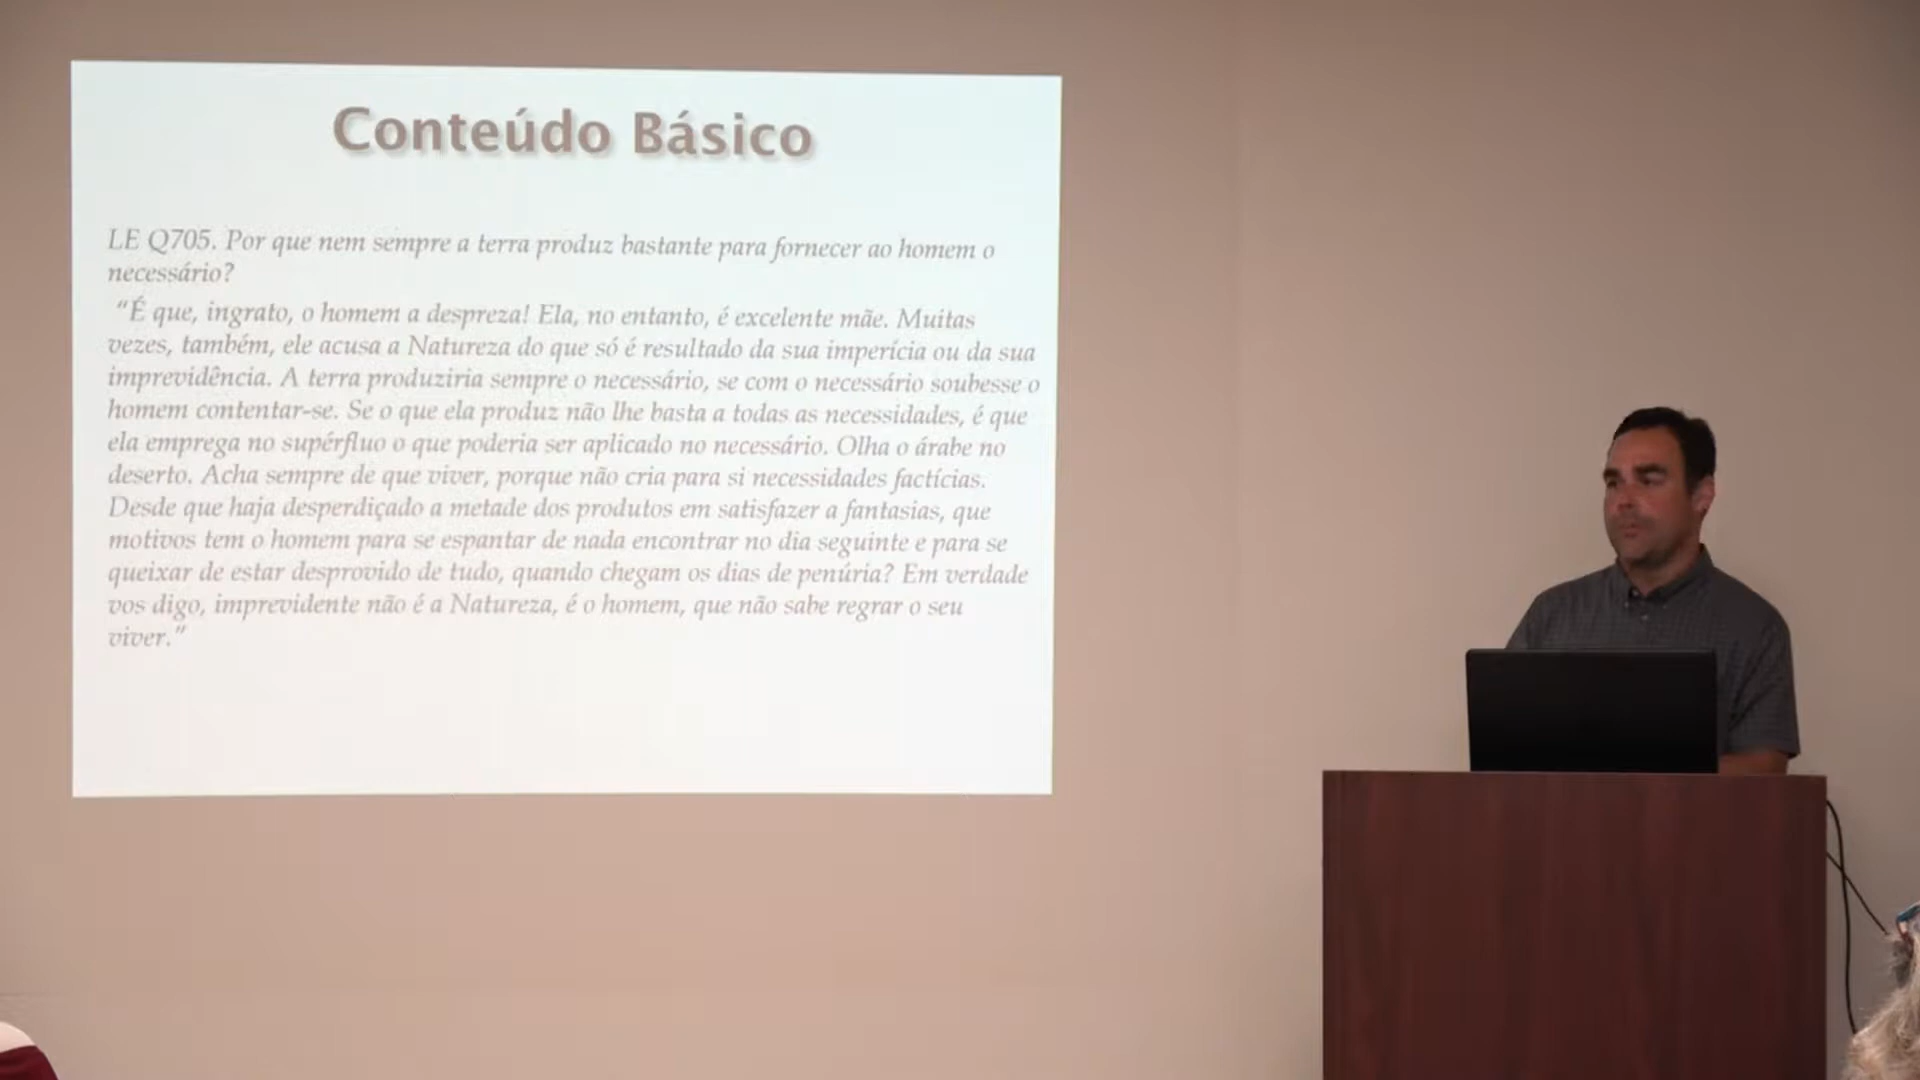 Conteúdo Básico
LE Q705. Por que nem sempre a terra produz bastante para fornecer ao homem o
necessário?
“É que, ingrato, o homem a despreza! Ela, no entanto, é excelente mãe. Muitas
vezes, também, ele acusa a Natureza do que só é resultado da sua imperícia ou da sua
imprevidência. A terra produziria sempre o necessário, se com o necessário soubesse o
homem contentar-se. Se o que ela produz não lhe basta a todas as necessidades, é que
ela emprega no supérfluo o que poderia ser aplicado no necessário. Olha o árabe no
deserto. Acha sempre de que viver, porque não cria para si necessidades factícias.
Desde que haja desperdiçado a metade dos produtos em satisfazer a fantasias, que
motivos tem o homem para se espantar de nada encontrar no dia seguinte e para se
queixar de estar desprovido de tudo, quando chegam os dias de penúria? Em verdade
vos digo, imprevidente não é a Natureza, é o homem, que não sabe regrar o seu
viver.”